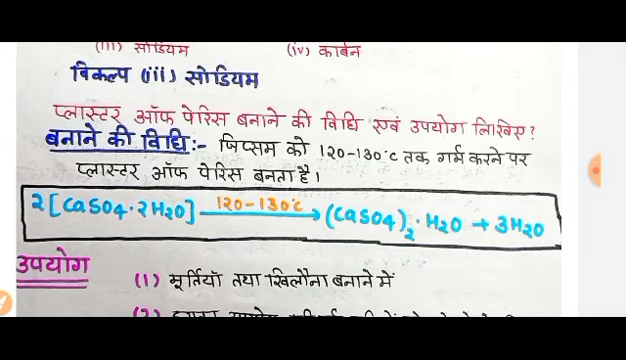 (iii) सोडियम (iv) कार्बन
विकल्प (iii) सोडियम
प्लास्टर ऑफ पेरिस बनाने की विधि एवं उपयोग लिखिए?
बनाने की विधि:- जिप्सम को 120-130°C तक गर्म करने पर
प्लास्टर ऑफ पेरिस बनता है।
2[CaSO4·2H2O] 120-130°C→ (CaSO4)2·H2O + 3H2O
उपयोग
(1) मूर्तियाँ तथा खिलौना बनाने में
(2)